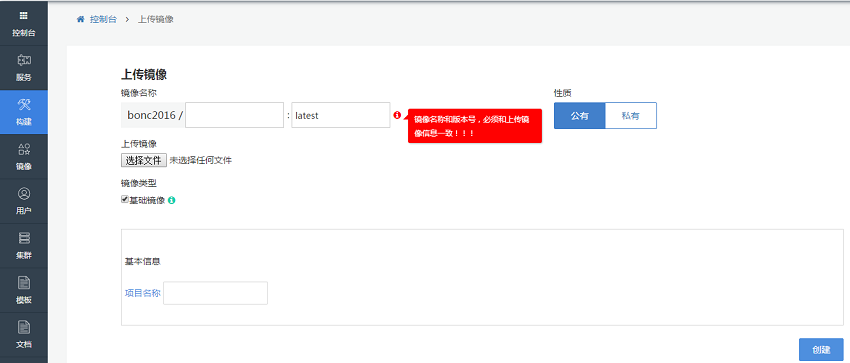 控制台
服务
构建
镜像
用户
集群
模板
文档
控制台 > 上传镜像
上传镜像
镜像名称
性质
bonc2016 / : latest
镜像名称和版本号，必须和上传镜
像信息一致！！！
公有 私有
上传镜像
选择文件 未选择任何文件
镜像类型
基础镜像
基本信息
项目名称
创建